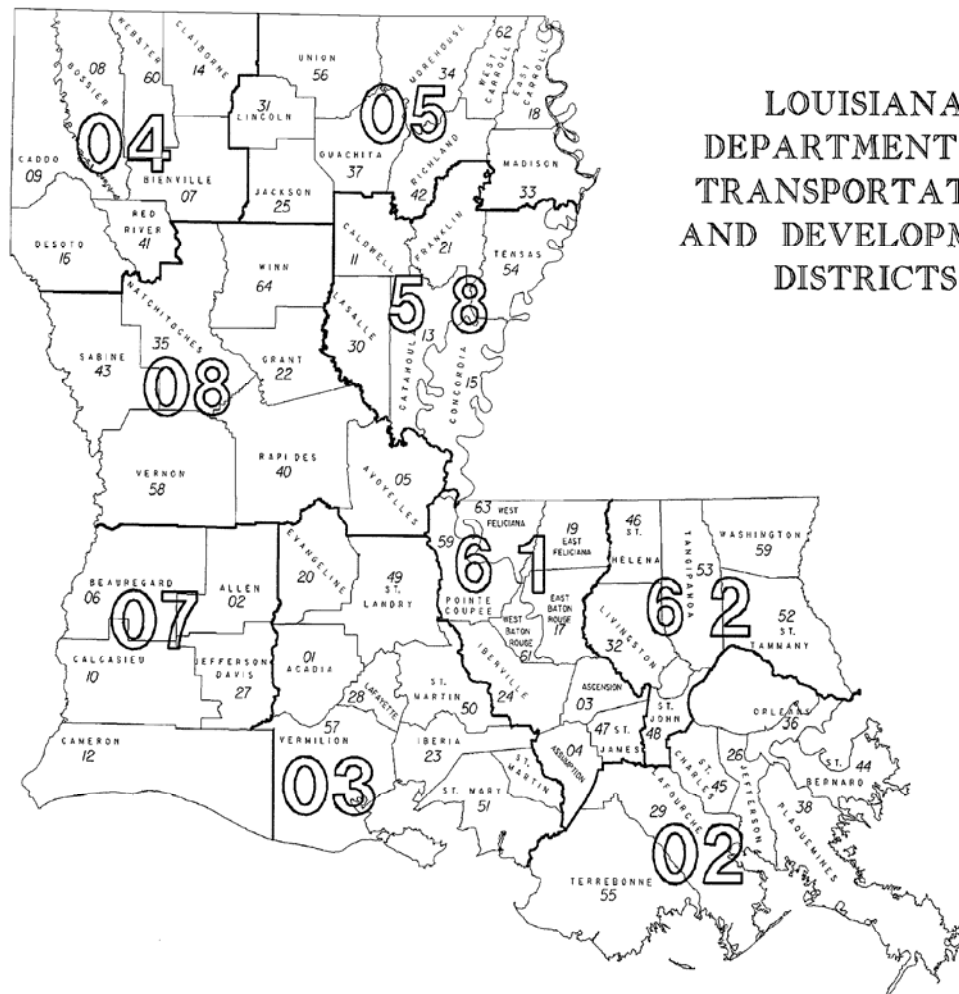 LOUISIANA
DEPARTMENT
TRANSPORTAT
AND DEVELOPM
DISTRICTS
04
CADDO
09
BOSSIER
08
WEBSTER
60
CLAIBORNE
14
BIENVILLE
07
DESOTO
16
RED
RIVER
41
05
UNION
56
LINCOLN
31
JACKSON
25
OUACHITA
37
MOREHOUSE
34
WEST
CARROLL
62
EAST
CARROLL
18
RICHLAND
42
MADISON
33
58
CALDWELL
11
FRANKLIN
21
TENSAS
54
LASALLE
30
CATAHOULA
13
CONCORDIA
15
08
NATCHITOCHES
35
WINN
64
SABINE
43
GRANT
22
VERNON
58
RAPIDES
40
AVOYELLES
05
07
BEAUREGARD
06
ALLEN
02
CALCASIEU
10
JEFFERSON
DAVIS
27
CAMERON
12
03
EVANGELINE
20
49
ST.
LANDRY
01
ACADIA
LAFAYETTE
28
ST.
MARTIN
50
57
VERMILION
IBERIA
23
ST. MARY
51
ST.
MARTIN
61
59
POINTE
COUPEE
63 WEST
FELICIANA
19
EAST
FELICIANA
WEST
BATON
ROUGE
61
EAST
BATON
ROUGE
17
IBERVILLE
24
ASCENSION
03
04
ASSUMPTION
47 ST.
JAMES
62
46
ST.
HELENA
TANGIPAHOA
53
WASHINGTON
59
LIVINGSTON
32
52
ST.
TAMMANY
ST.
JOHN
48
02
ORLEANS
36
ST. 44
BERNARD
26
JEFFERSON
ST.
CHARLES
45
38
PLAQUEMINES
LAFOURCHE
29
TERREBONNE
55